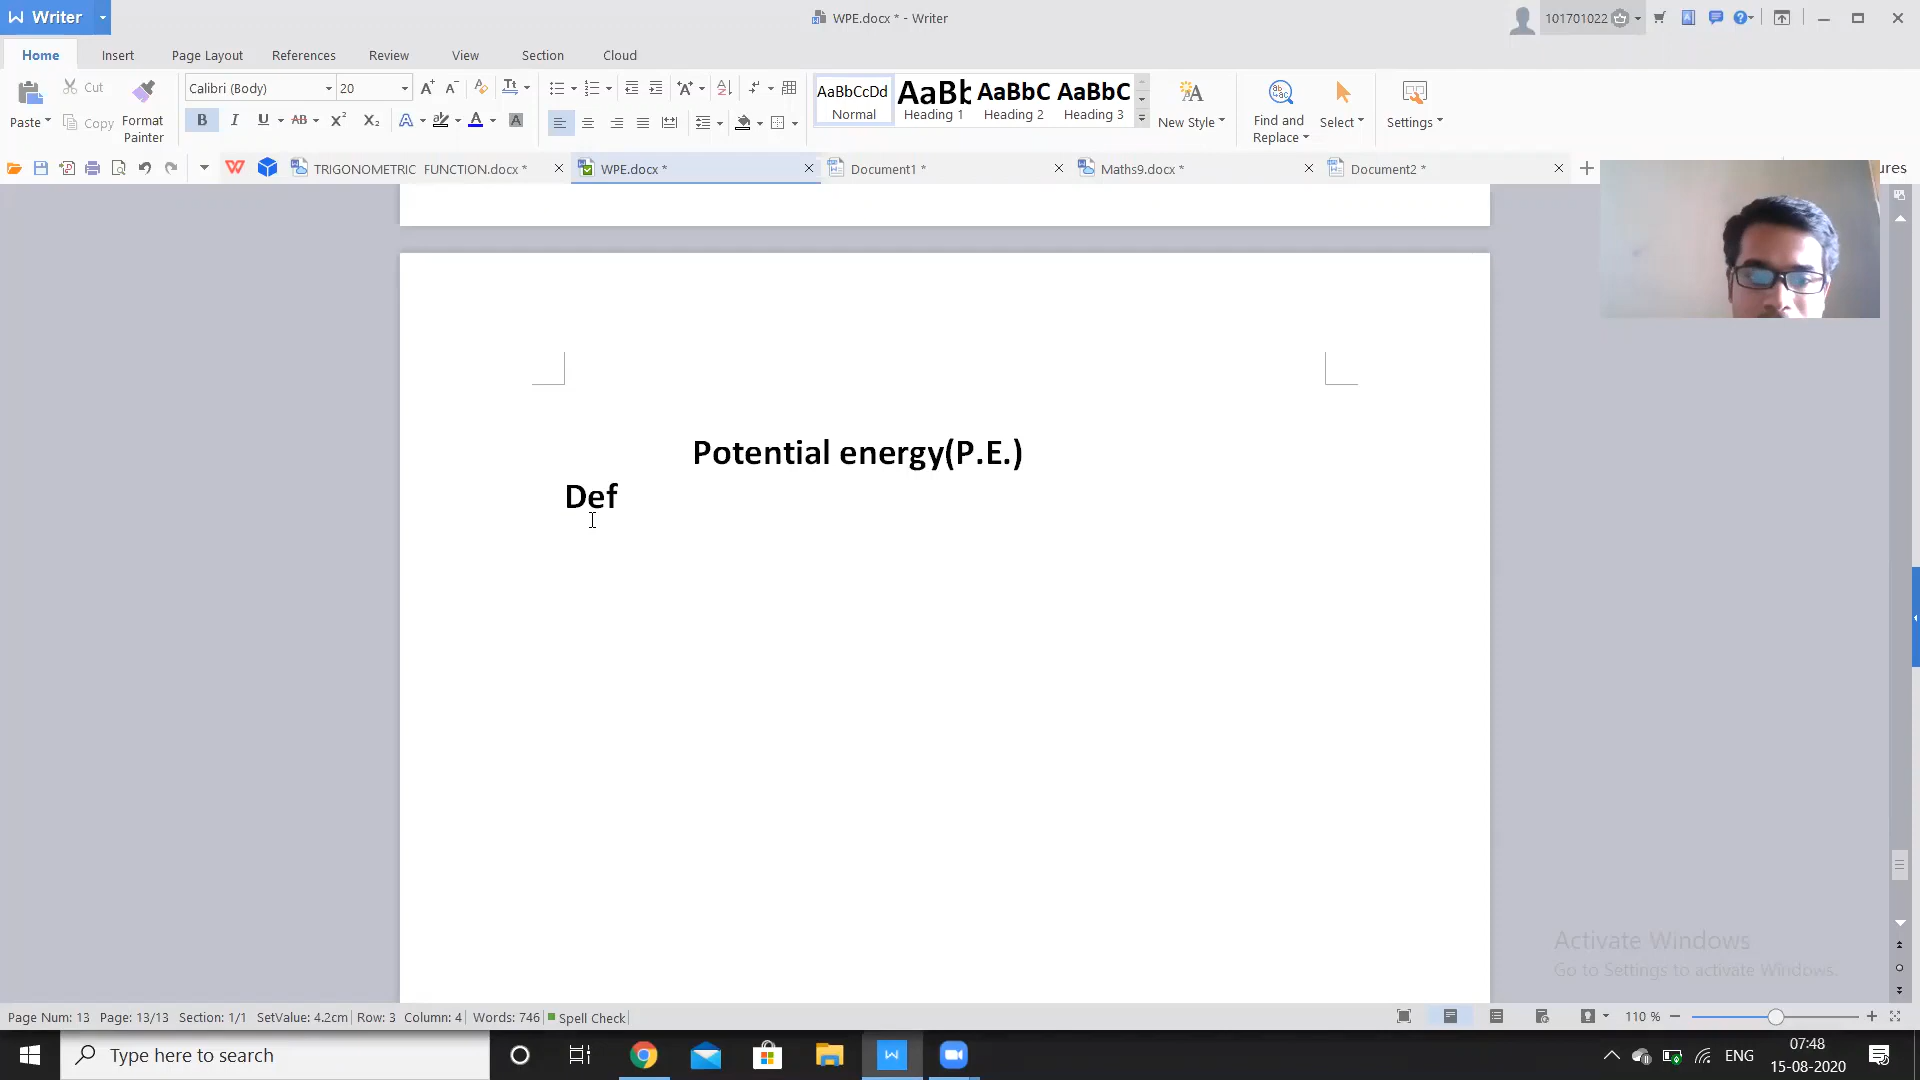 Writer
WPE.docx * - Writer
101701022
Home Insert Page Layout References Review View Section Cloud
Paste Cut Copy Format Painter
Calibri (Body) 20
AaBbCcDd Normal
AaBb Heading 1
AaBbC Heading 2
AaBbC Heading 3
New Style
Find and Replace
Select
Settings
TRIGONOMETRIC FUNCTION.docx * WPE.docx * Document1 * Maths9.docx * Document2 *
ures
Potential energy(P.E.)
Def
Activate Windows
Go to Settings to activate Windows.
Page Num: 13 Page: 13/13 Section: 1/1 SetValue: 4.2cm Row: 3 Column: 4 Words: 746 Spell Check
110 %
Type here to search
ENG
07:48
15-08-2020